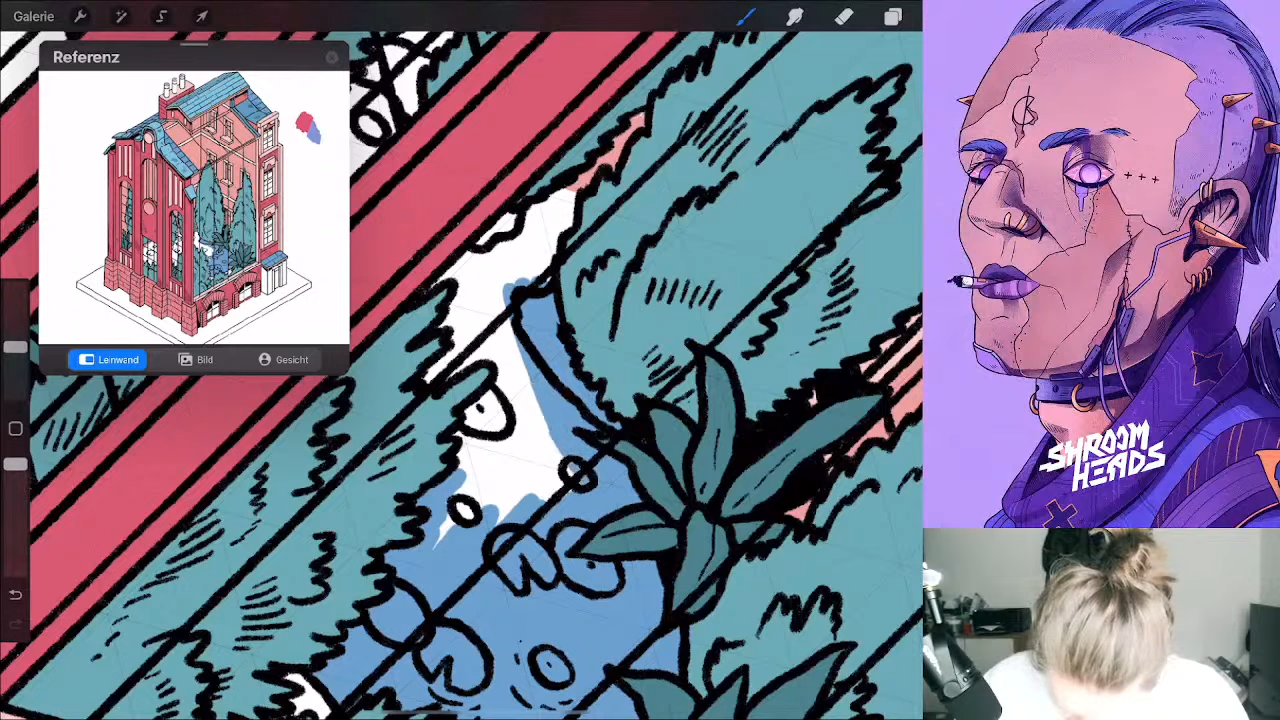 Galerie
Referenz
Leinwand
Bild
Gesicht
SHROOM
HEADS